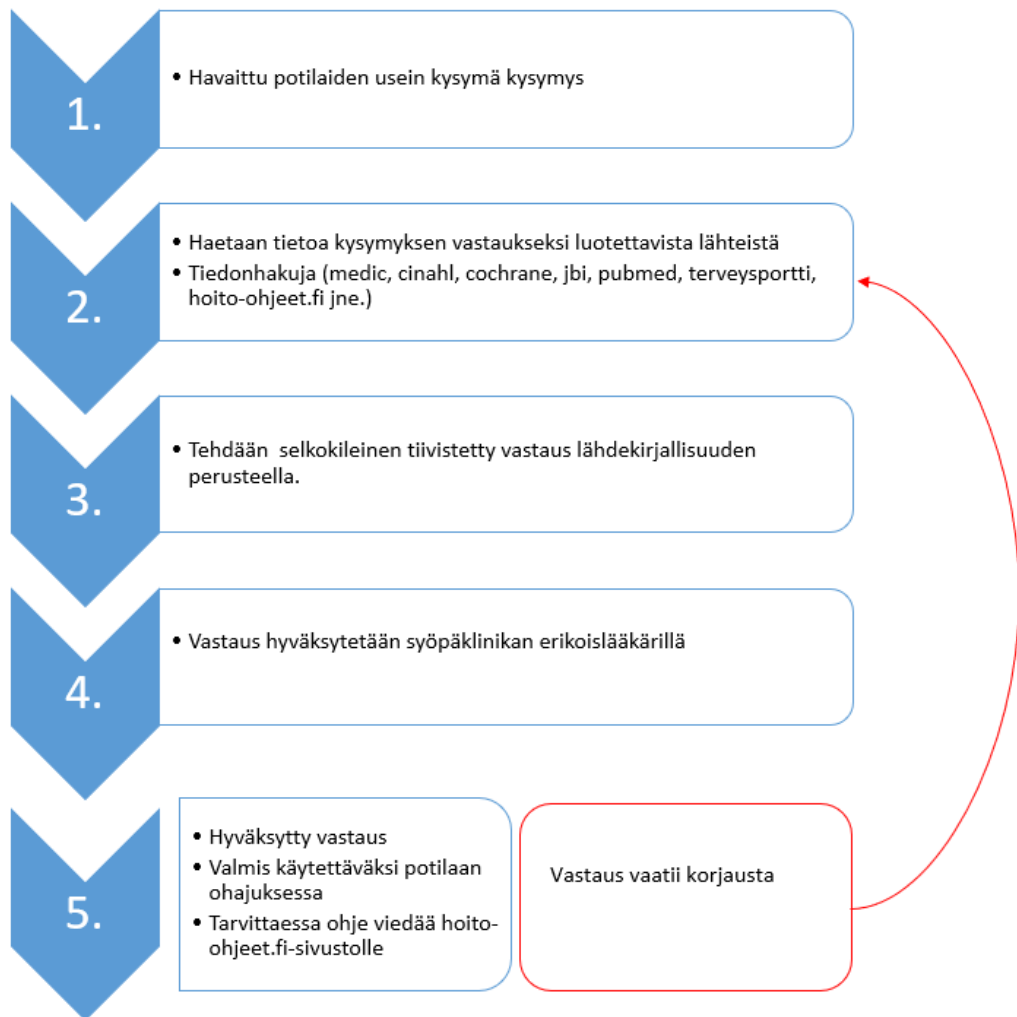 1.
• Havaittu potilaiden usein kysymä kysymys
2.
• Haetaan tietoa kysymyksen vastaukseksi luotettavista lähteistä
• Tiedonhakuja (medic, cinahl, cochrane, jbi, pubmed, terveysportti,
hoito-ohjeet.fi jne.)
3.
• Tehdään  selkokileinen tiivistetty vastaus lähdekirjallisuuden
perusteella.
4.
• Vastaus hyväksytetään syöpäklinikan erikoislääkärillä
5.
• Hyväksytty vastaus
• Valmis käytettäväksi potilaan
ohajuksessa
• Tarvittaessa ohje viedää hoito-
ohjeet.fi-sivustolle
Vastaus vaatii korjausta